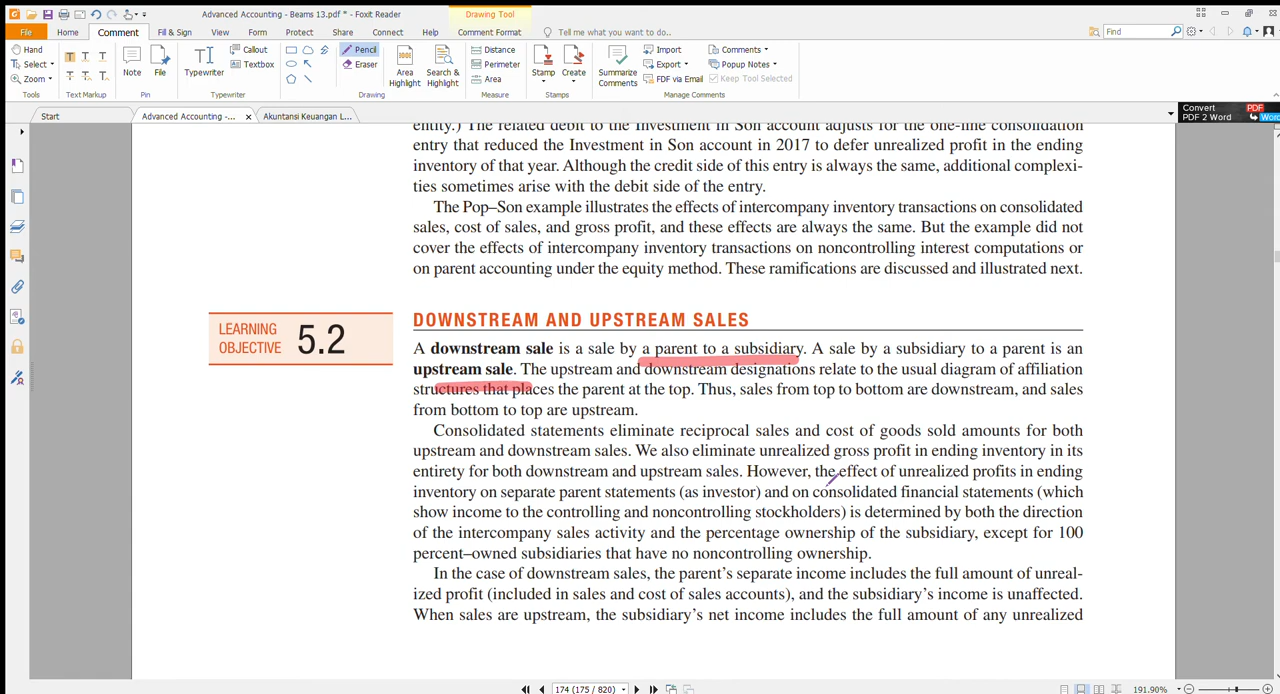 Advanced Accounting - Beams 13.pdf * - Foxit Reader
Drawing Tool
File Home Comment Fill & Sign View Form Protect Connect Help Comment Format Tell me what you want to do.. Find
Hand
Select
Zoom
Tools
Text Markup
Note
File
Pin
Typewriter
Callout
Textbox
Typewriter
Pencil
Eraser
Drawing
Area Highlight
Search & Highlight
Distance
Perimeter
Area
Measure
Stamp
Create
Stamps
Summarize Comments
Import
Export
FDF via Email
Comments
Popup Notes
Keep Tool Selected
Manage Comments
Start Advanced Accounting -... Akuntansi Keuangan L...
Convert PDF
PDF 2 Word Word
entity.) The related debit to the Investment in Son account adjusts for the one-line consolidation
entry that reduced the Investment in Son account in 2017 to defer unrealized profit in the ending
inventory of that year. Although the credit side of this entry is always the same, additional complexi-
ties sometimes arise with the debit side of the entry.
The Pop–Son example illustrates the effects of intercompany inventory transactions on consolidated
sales, cost of sales, and gross profit, and these effects are always the same. But the example did not
cover the effects of intercompany inventory transactions on noncontrolling interest computations or
on parent accounting under the equity method. These ramifications are discussed and illustrated next.
LEARNING
OBJECTIVE 5.2
DOWNSTREAM AND UPSTREAM SALES
A downstream sale is a sale by a parent to a subsidiary. A sale by a subsidiary to a parent is an
upstream sale. The upstream and downstream designations relate to the usual diagram of affiliation
structures that places the parent at the top. Thus, sales from top to bottom are downstream, and sales
from bottom to top are upstream.
Consolidated statements eliminate reciprocal sales and cost of goods sold amounts for both
upstream and downstream sales. We also eliminate unrealized gross profit in ending inventory in its
entirety for both downstream and upstream sales. However, the effect of unrealized profits in ending
inventory on separate parent statements (as investor) and on consolidated financial statements (which
show income to the controlling and noncontrolling stockholders) is determined by both the direction
of the intercompany sales activity and the percentage ownership of the subsidiary, except for 100
percent–owned subsidiaries that have no noncontrolling ownership.
In the case of downstream sales, the parent's separate income includes the full amount of unreal-
ized profit (included in sales and cost of sales accounts), and the subsidiary's income is unaffected.
When sales are upstream, the subsidiary's net income includes the full amount of any unrealized
174 (175 / 820)
191.90%